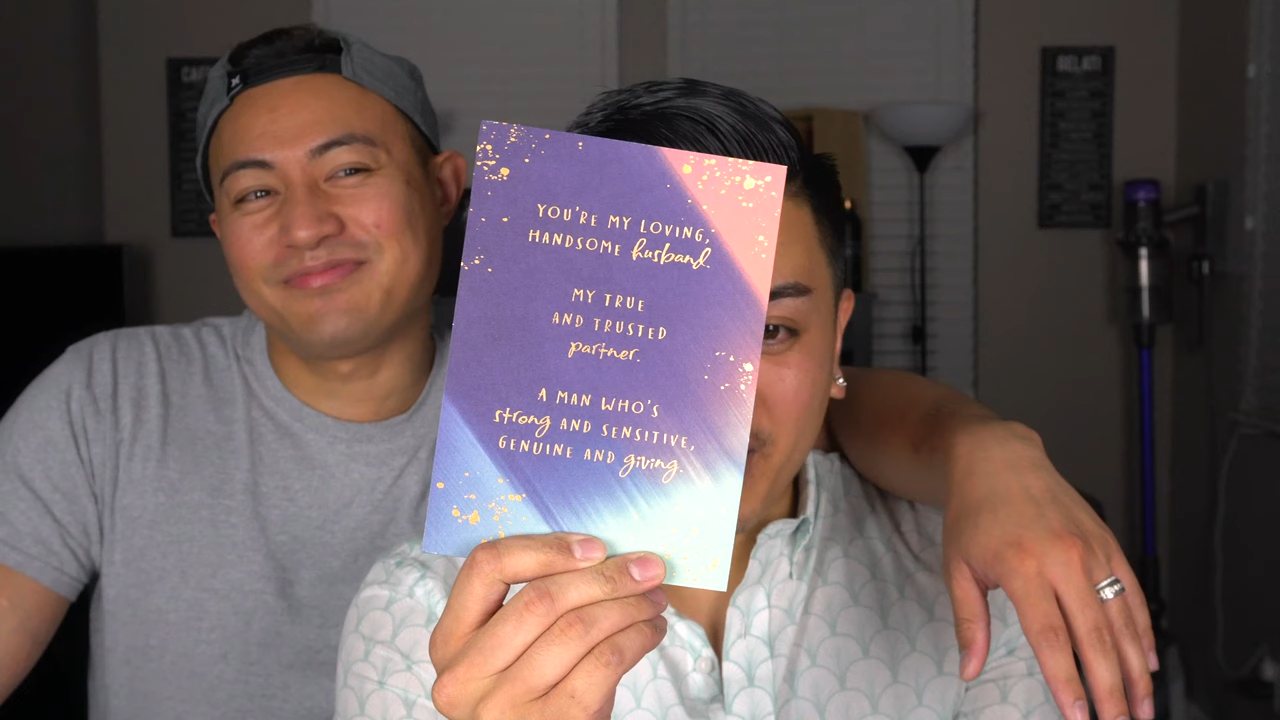 YOU'RE MY LOVING,
HANDSOME husband.
MY TRUE
AND TRUSTED
partner.
A MAN WHO'S
strong AND SENSITIVE,
GENUINE AND giving.